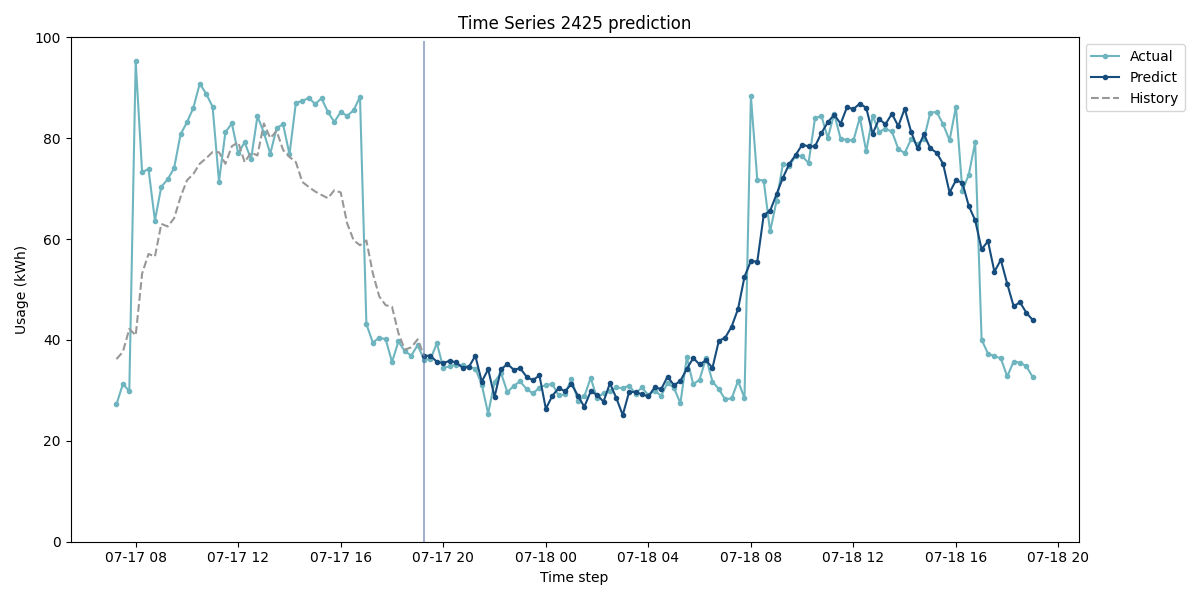 Time Series 2425 prediction
Actual
Predict
History
Usage (kWh)
100
80
60
40
20
0
07-17 08
07-17 12
07-17 16
07-17 20
07-18 00
07-18 04
07-18 08
07-18 12
07-18 16
07-18 20
Time step